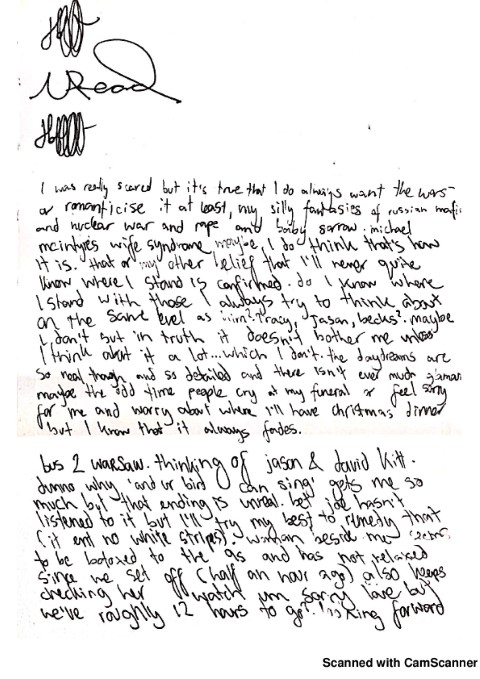 Read
I was really scared but it's true that I do always want the worst
or romanticise it at least, my silly fantasies of russian mafia
and nuclear war and rape and baby sorrow. michael
mcintyres wife syndrome maybe, I do think that's how
it is. that or my other belief that I'll never quite
know where I stand is confirmed. do I know where
I stand with those I always try to think about
on the same level as him? Tracy, Jason, becks? maybe
I don't but in truth it doesn't bother me unless
I think about it a lot...which I don't. the daydreams are
so real though and so detailed and there isn't ever much
maybe the odd time people cry at my funeral or feel sorry
for me and worry about where I'll have christmas dinner
but I know that it always fades.
bus 2 warsaw. thinking of jason & david kitt.
dunno why 'and ur bird can sing' gets me so
much but that ending is unreal. bet joe hasn't
listened to it but I'll try my best to remedy that
(it ent no white stripes). woman beside me seems
to be botoxed to the 9s and has not relaxed
since we set off (half an hour ago) also keeps
checking her watch um sorry love buy
we've roughly 12 hours to go? looking forward
Scanned with CamScanner